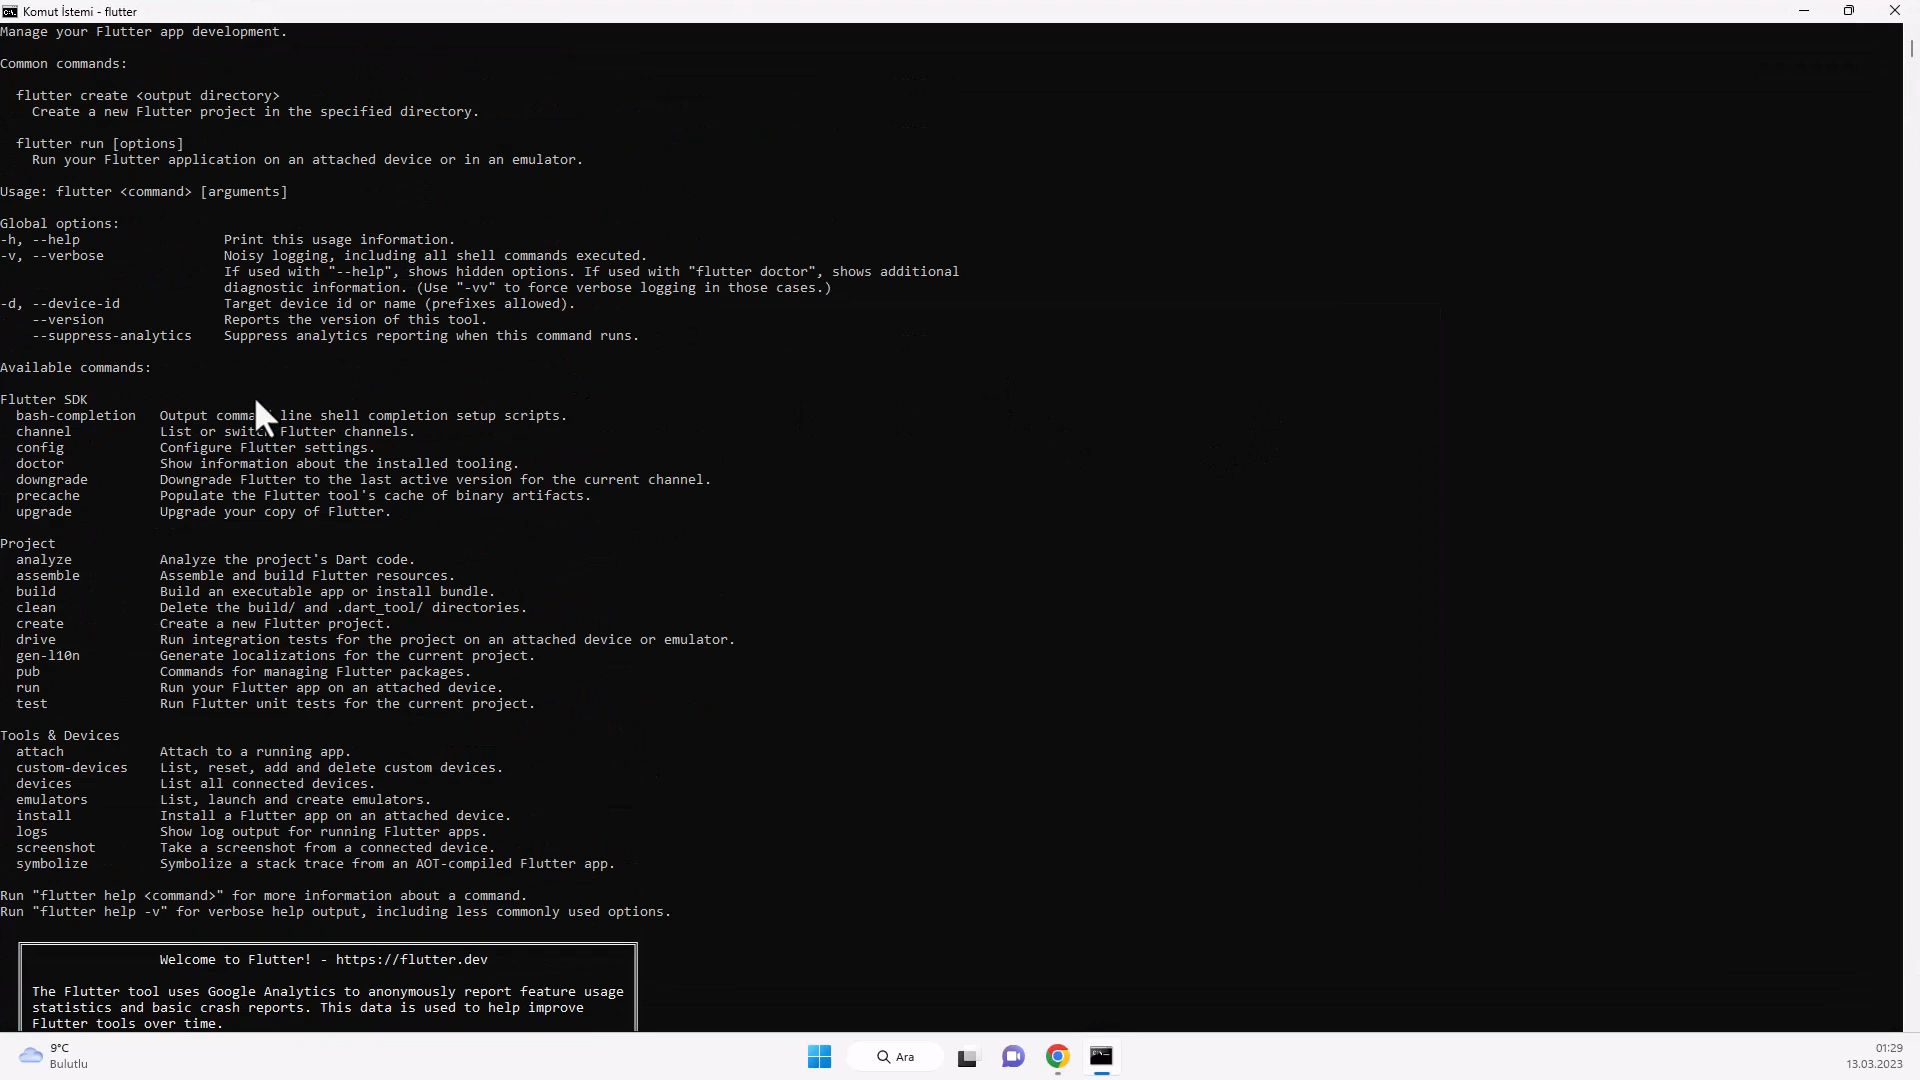 Komut İstemi - flutter
Manage your Flutter app development.
Common commands:
flutter create <output directory>
Create a new Flutter project in the specified directory.
flutter run [options]
Run your Flutter application on an attached device or in an emulator.
Usage: flutter <command> [arguments]
Global options:
-h, --help Print this usage information.
-v, --verbose Noisy logging, including all shell commands executed.
If used with "--help", shows hidden options. If used with "flutter doctor", shows additional
diagnostic information. (Use "-vv" to force verbose logging in those cases.)
-d, --device-id Target device id or name (prefixes allowed).
--version Reports the version of this tool.
--suppress-analytics Suppress analytics reporting when this command runs.
Available commands:
Flutter SDK
bash-completion Output line shell completion setup scripts.
channel List or Flutter channels.
config Configure Flutter settings.
doctor Show information about the installed tooling.
downgrade Downgrade Flutter to the last active version for the current channel.
precache Populate the Flutter tool's cache of binary artifacts.
upgrade Upgrade your copy of Flutter.
Project
analyze Analyze the project's Dart code.
assemble Assemble and build Flutter resources.
build Build an executable app or install bundle.
clean Delete the build/ and .dart_tool/ directories.
create Create a new Flutter project.
drive Run integration tests for the project on an attached device or emulator.
gen-l10n Generate localizations for the current project.
pub Commands for managing Flutter packages.
run Run your Flutter app on an attached device.
test Run Flutter unit tests for the current project.
Tools & Devices
attach Attach to a running app.
custom-devices List, reset, add and delete custom devices.
devices List all connected devices.
emulators List, launch and create emulators.
install Install a Flutter app on an attached device.
logs Show log output for running Flutter apps.
screenshot Take a screenshot from a connected device.
symbolize Symbolize a stack trace from an AOT-compiled Flutter app.
Run "flutter help <command>" for more information about a command.
Run "flutter help -v" for verbose help output, including less commonly used options.
Welcome to Flutter! - https://flutter.dev
The Flutter tool uses Google Analytics to anonymously report feature usage
statistics and basic crash reports. This data is used to help improve
Flutter tools over time.
9°C
Bulutlu
Ara
01:29
13.03.2023